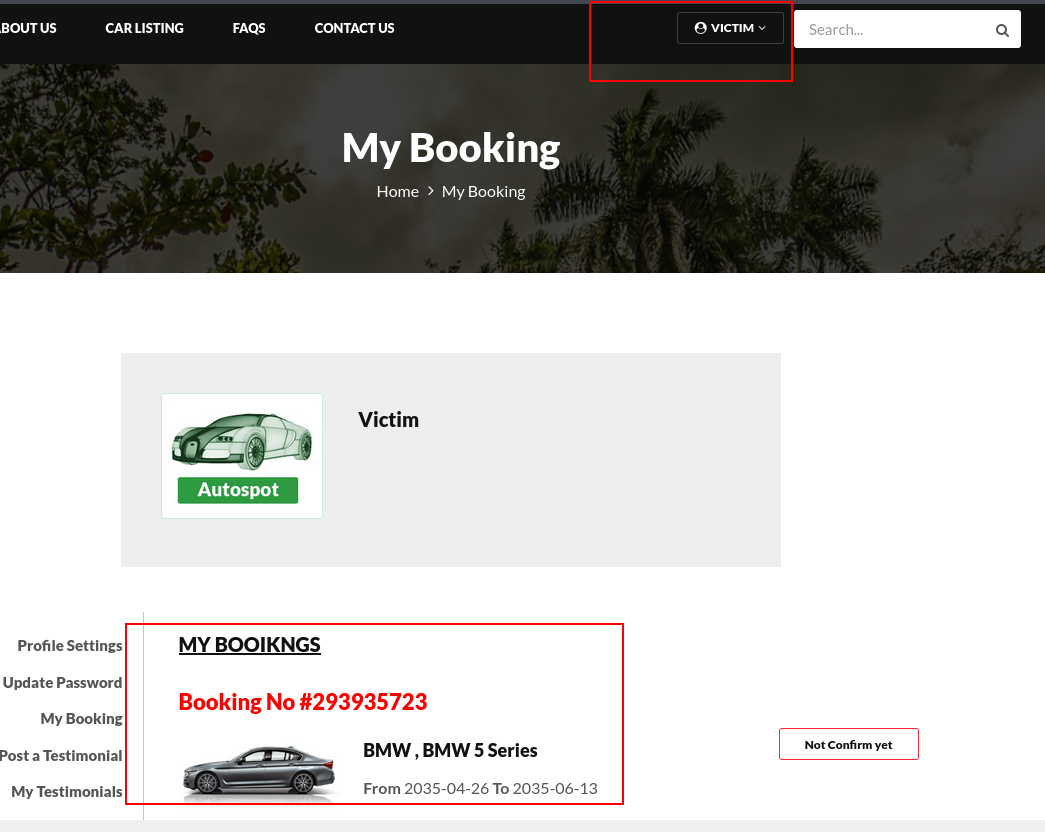 ABOUT US CAR LISTING FAQS CONTACT US VICTIM Search...
My Booking
Home > My Booking
Victim
Autospot
Profile Settings
Update Password
My Booking
Post a Testimonial
My Testimonials
MY BOOIKNGS
Booking No #293935723
BMW , BMW 5 Series
From 2035-04-26 To 2035-06-13
Not Confirm yet